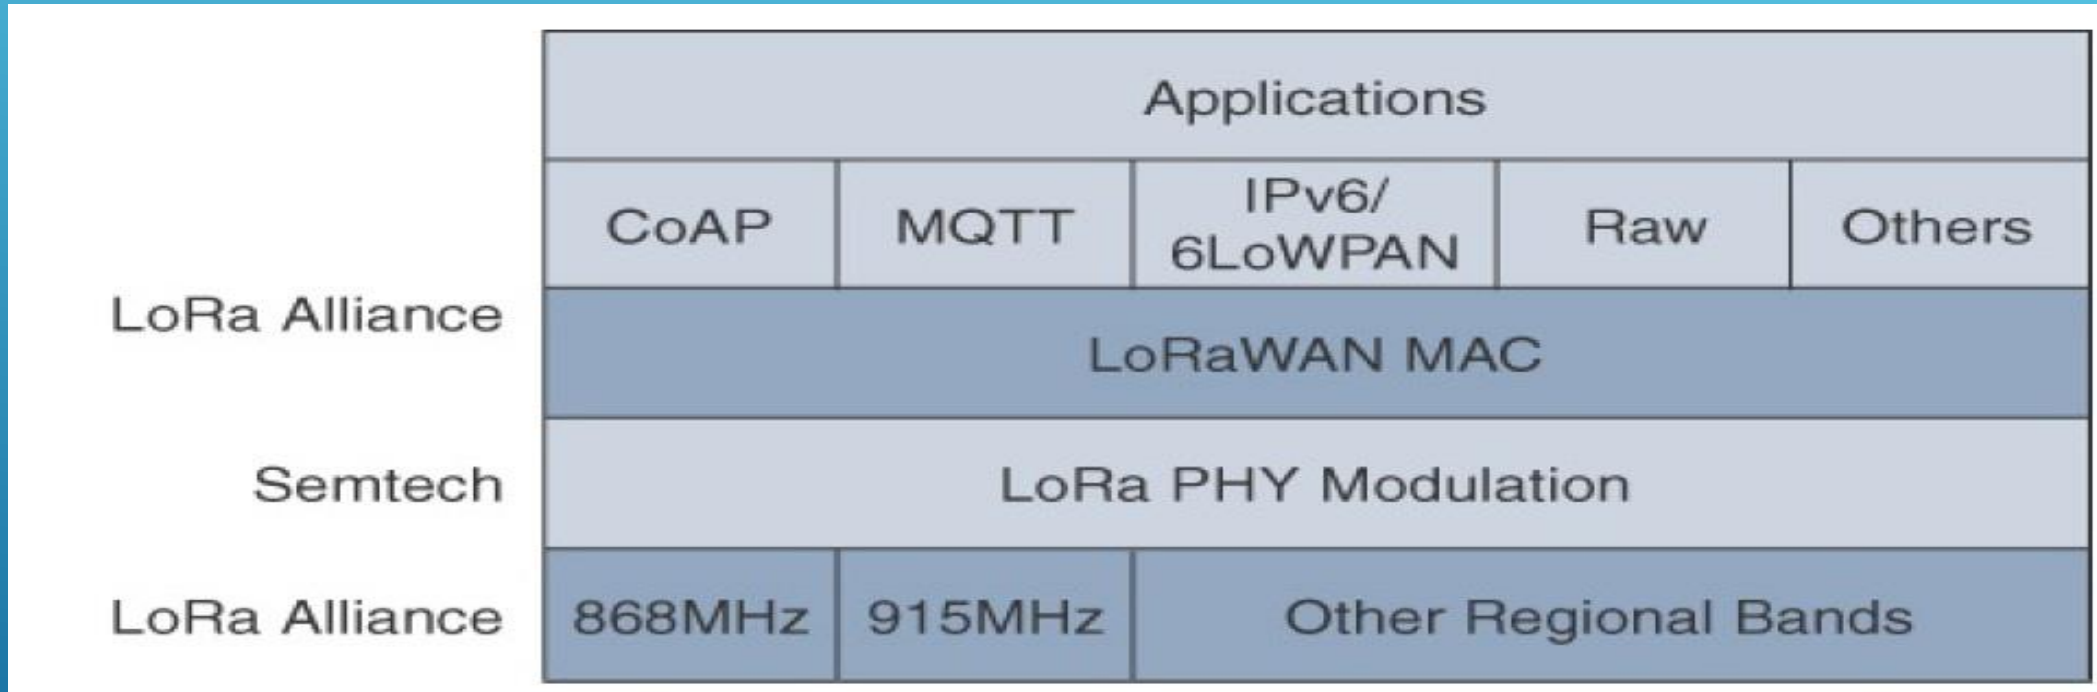 Applications
CoAP
MQTT
IPv6/
6LoWPAN
Raw
Others
LoRa Alliance
LoRaWAN MAC
Semtech
LoRa PHY Modulation
LoRa Alliance
868MHz
915MHz
Other Regional Bands